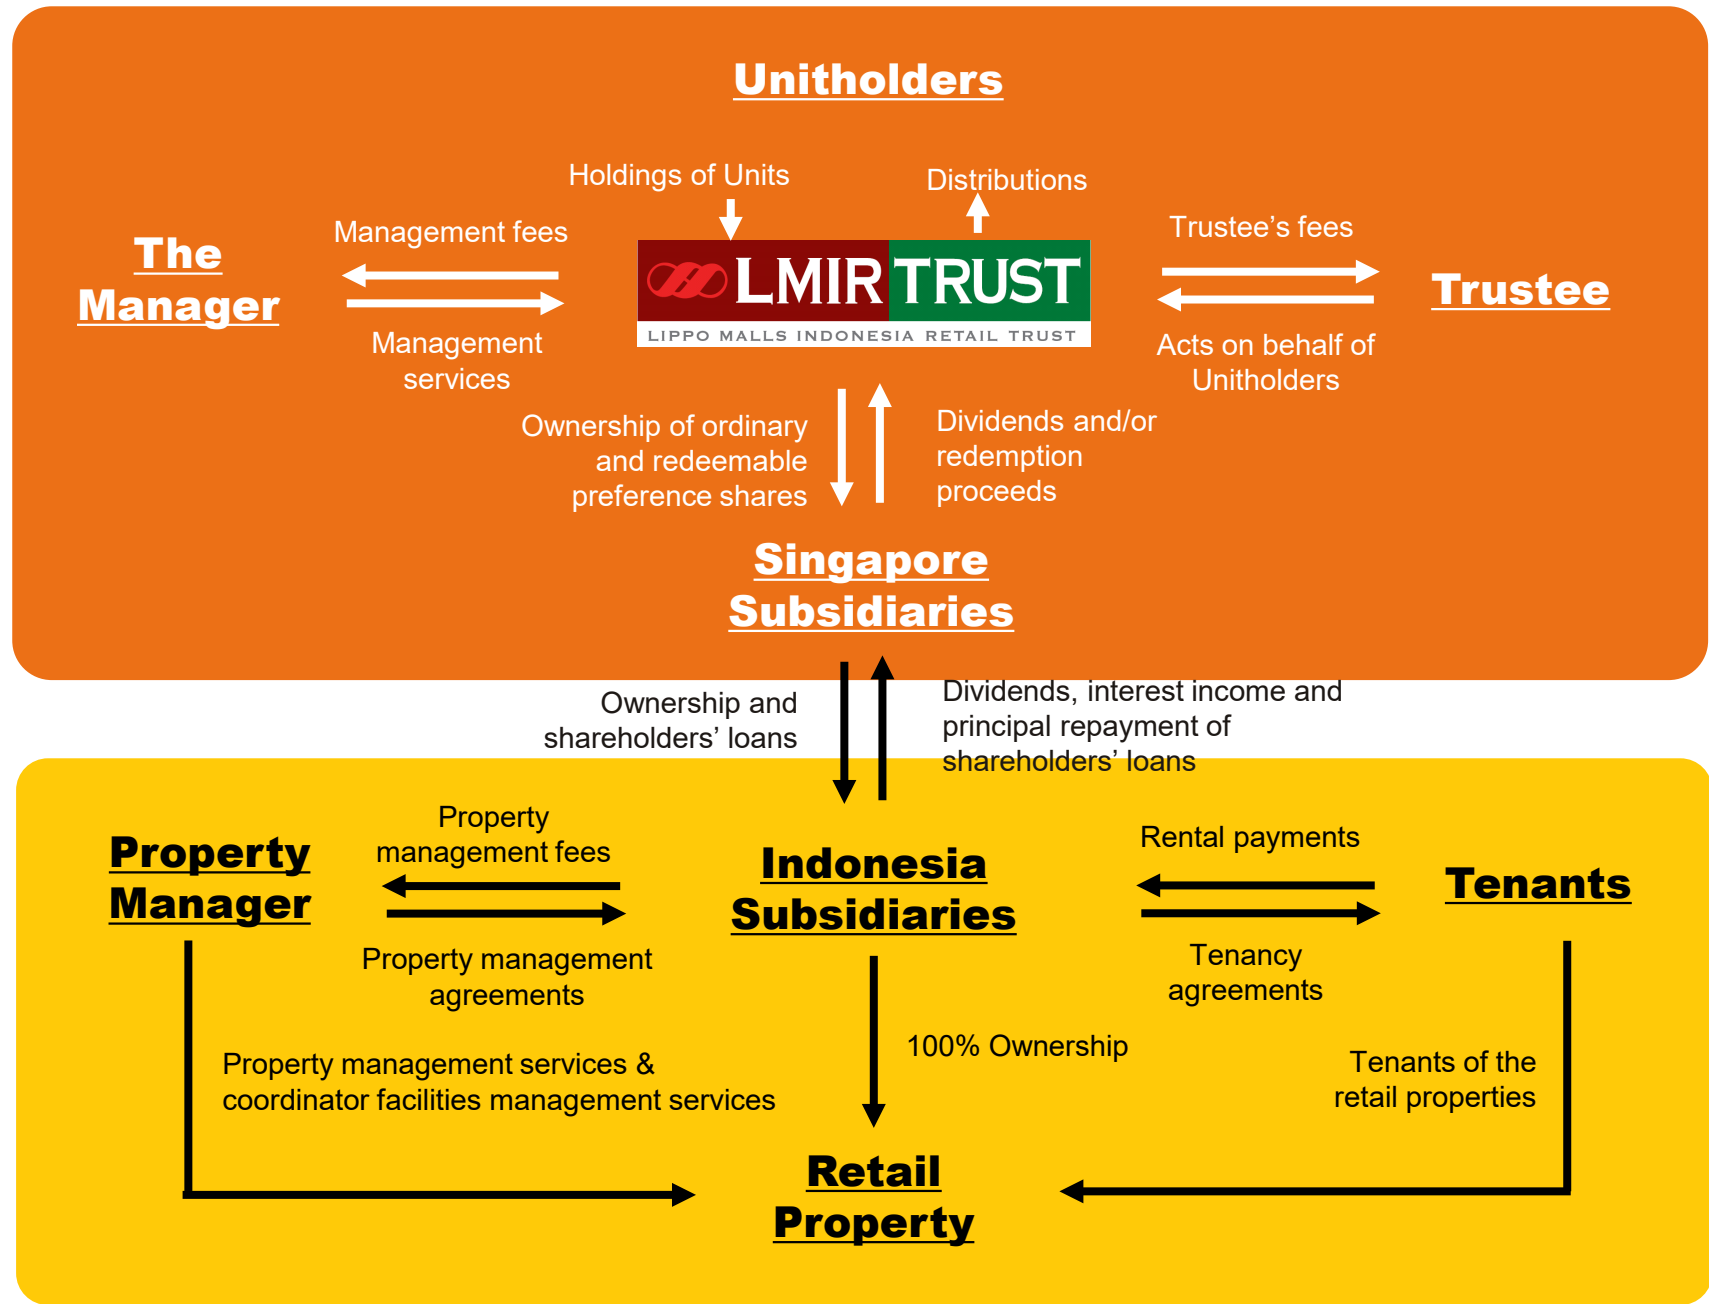 Unitholders
Holdings of Units
Distributions
Management fees
Trustee’s fees
The
Manager
LMIR TRUST
LIPPO MALLS INDONESIA RETAIL TRUST
Trustee
Management
services
Acts on behalf of
Unitholders
Ownership of ordinary
and redeemable
preference shares
Dividends and/or
redemption
proceeds
Singapore
Subsidiaries
Ownership and
shareholders’ loans
Dividends, interest income and
principal repayment of
shareholders’ loans
Property
Manager
Property
management fees
Indonesia
Subsidiaries
Rental payments
Tenants
Property management
agreements
Tenancy
agreements
100% Ownership
Property management services &
coordinator facilities management services
Tenants of the
retail properties
Retail
Property